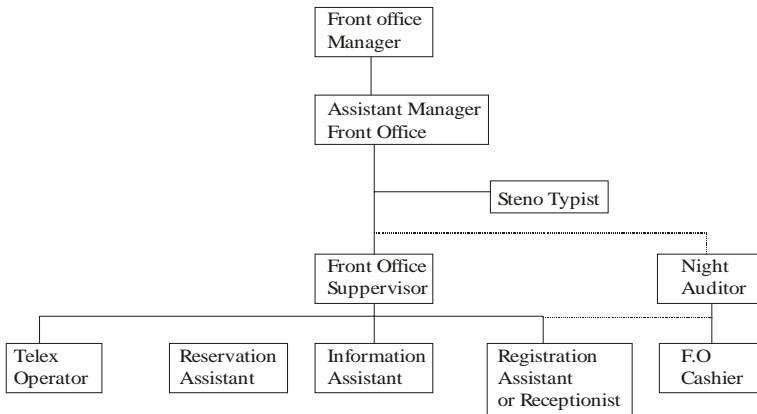 Front office
Manager
Assistant Manager
Front Office
Steno Typist
Front Office
Suppervisor
Night
Auditor
Telex
Operator
Reservation
Assistant
Information
Assistant
Registration
Assistant
or Receptionist
F.O
Cashier